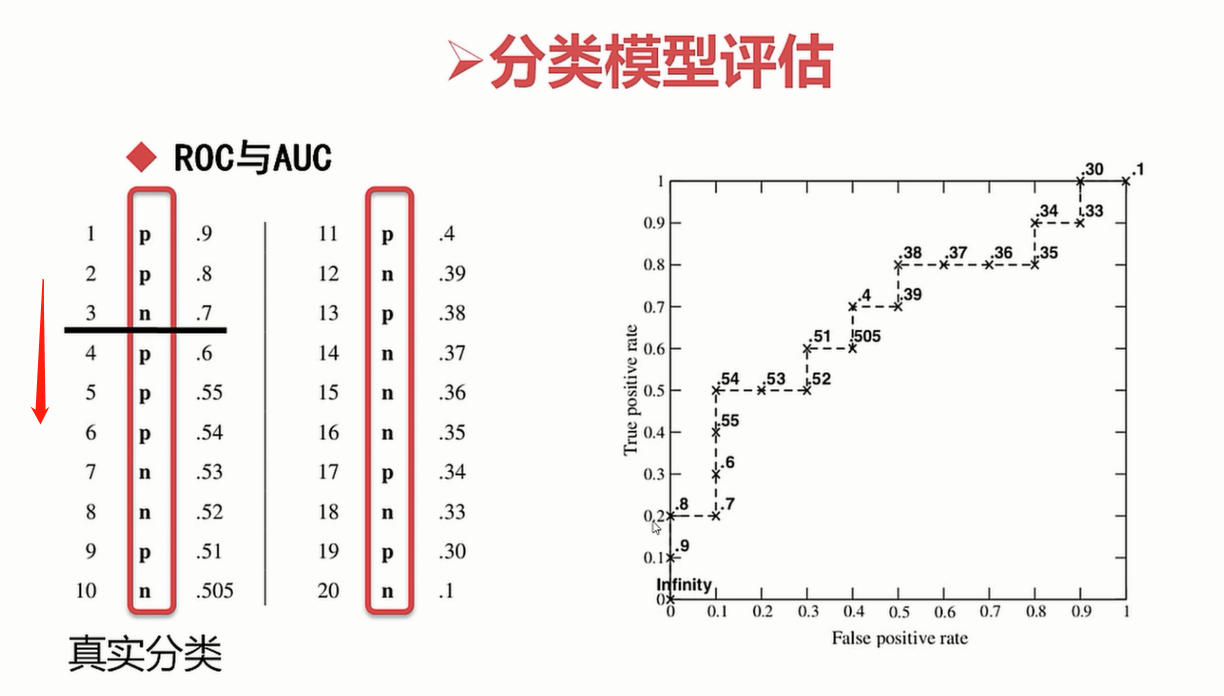 分类模型评估
ROC与AUC
1 p .9
2 p .8
3 n .7
4 p .6
5 p .55
6 p .54
7 n .53
8 n .52
9 p .51
10 n .505
11 p .4
12 n .39
13 p .38
14 n .37
15 n .36
16 n .35
17 p .34
18 n .33
19 p .30
20 n .1
真实分类
True positive rate
1
0.9
0.8
0.7
0.6
0.5
0.4
0.3
0.2
0.1
0
.30 .1
.34 .33
.38 .37 .36 .35
.4 .39
.51 .505
.54 .53 .52
.55
.6
.8 .7
.9
Infinity
0 0.1 0.2 0.3 0.4 0.5 0.6 0.7 0.8 0.9 1
False positive rate